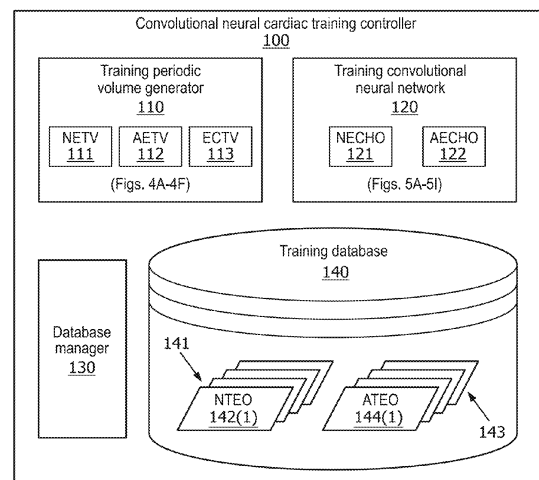 Convolutional neural cardiac training controller
100
Training periodic
volume generator
110
NETV
111
AETV
112
ECTV
113
(Figs. 4A-4F)
Training convolutional
neural network
120
NECHO
121
AECHO
122
(Figs. 5A-5I)
Database
manager
130
Training database
140
141
NTEO
142(1)
ATEO
144(1)
143